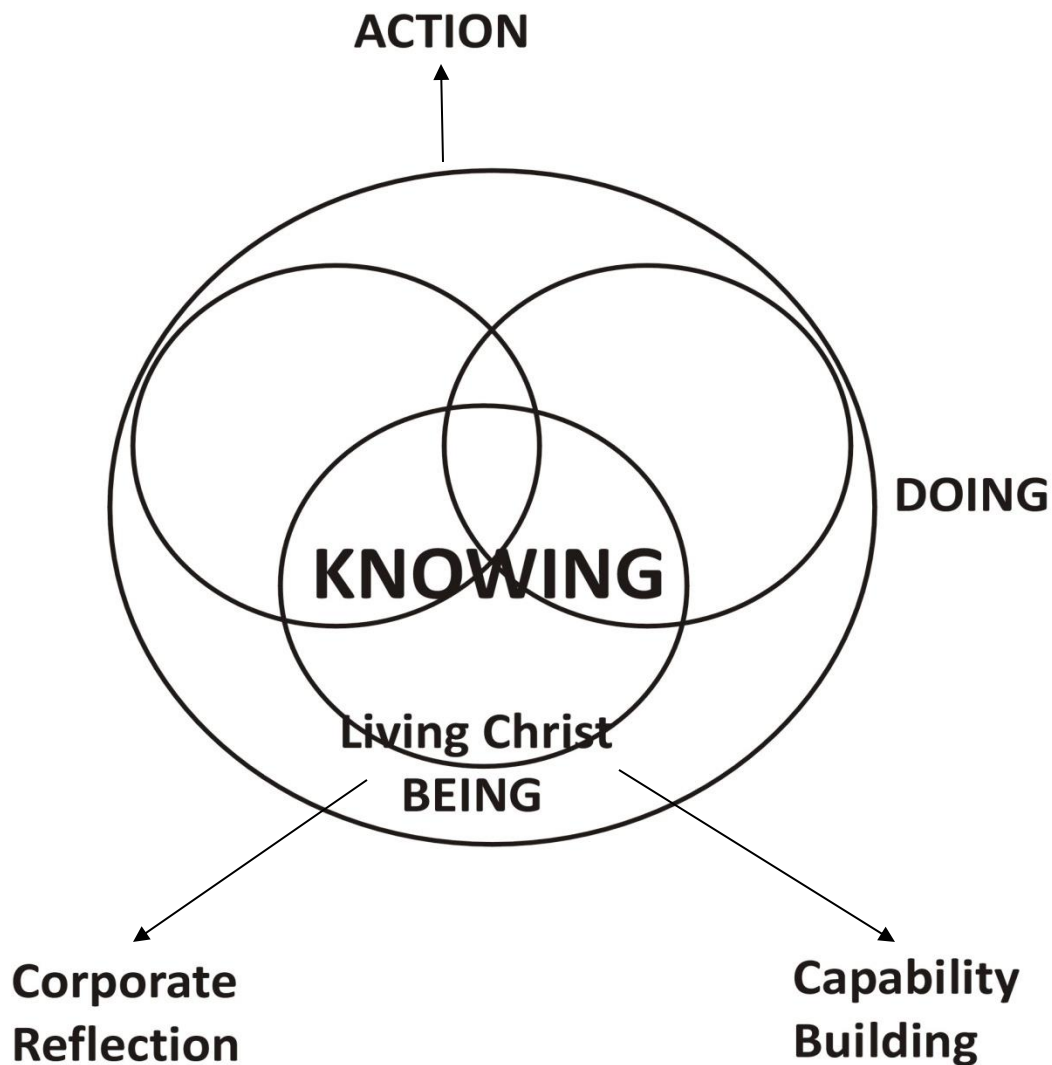 ACTION
DOING
KNOWING
Living Christ
BEING
Corporate
Reflection
Capability
Building